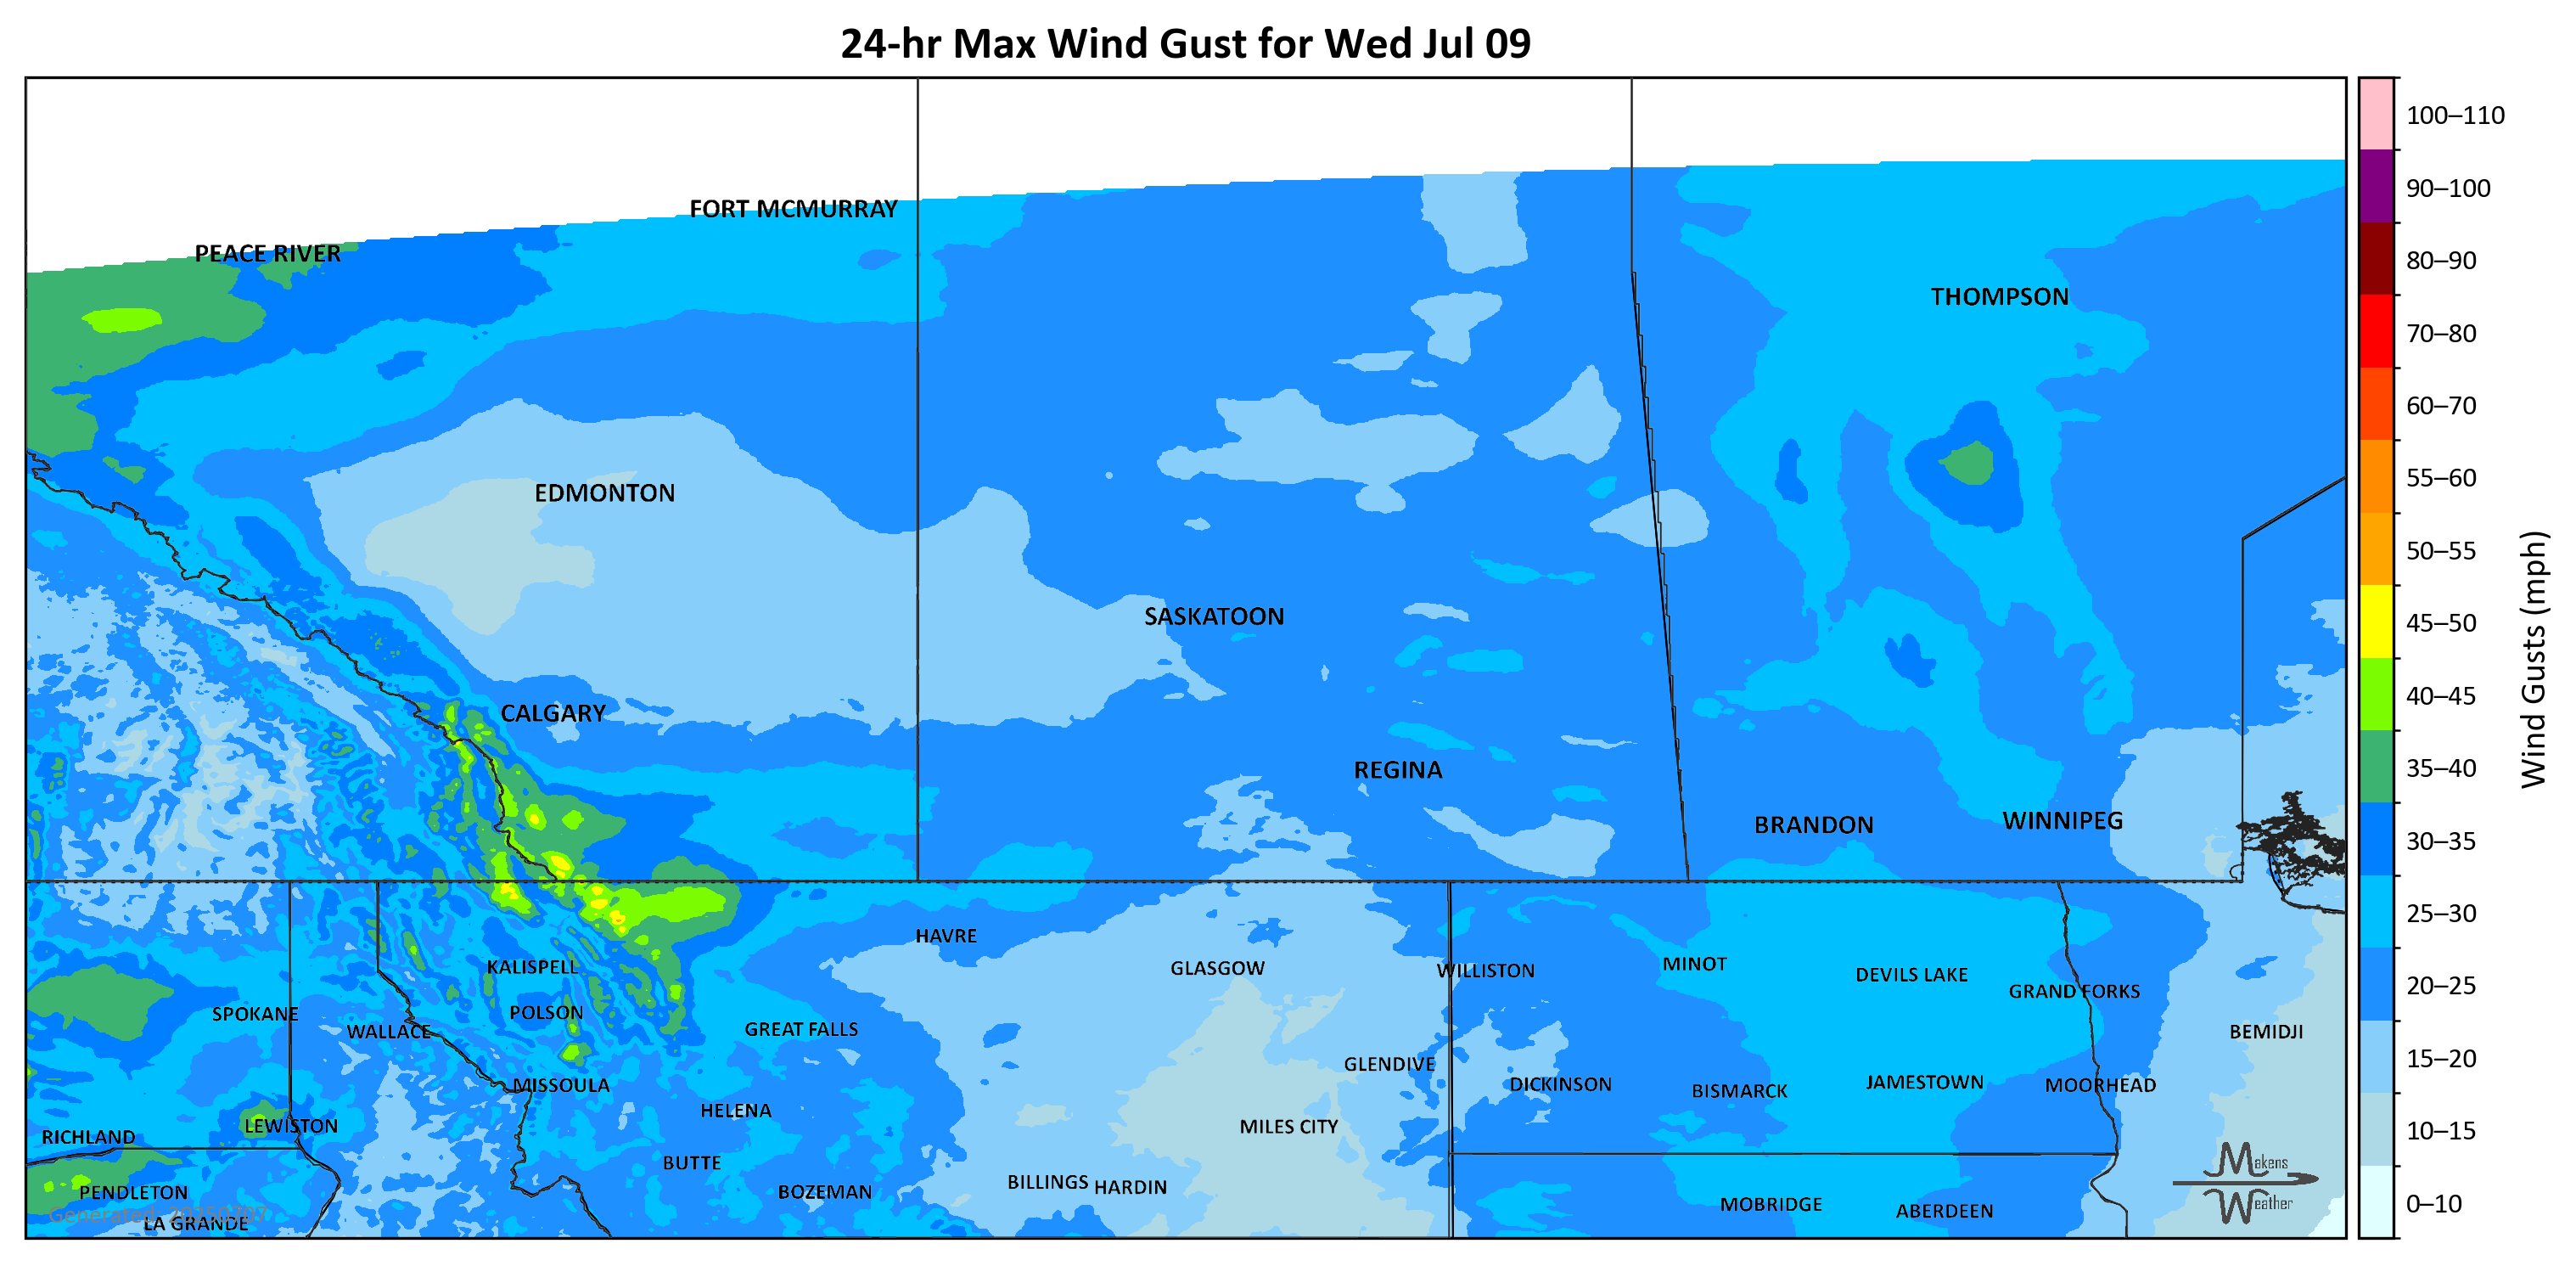 24-hr Max Wind Gust for Wed Jul 09
100–110
90–100
80–90
70–80
60–70
55–60
50–55
45–50
40–45
35–40
30–35
25–30
20–25
15–20
10–15
0–10
Wind Gusts (mph)
FORT MCMURRAY
PEACE RIVER
THOMPSON
EDMONTON
SASKATOON
CALGARY
REGINA
BRANDON
WINNIPEG
HAVRE
KALISPELL
GLASGOW
WILLISTON
MINOT
DEVILS LAKE
GRAND FORKS
SPOKANE
POLSON
WALLACE
GREAT FALLS
BEMIDJI
GLENDIVE
MISSOULA
DICKINSON
BISMARCK
JAMESTOWN
MOORHEAD
HELENA
LEWISTON
MILES CITY
RICHLAND
BUTTE
PENDLETON
BOZEMAN
BILLINGS
HARDIN
MOBRIDGE
ABERDEEN
Generated: 20250707
LA GRANDE
Makens
Weather